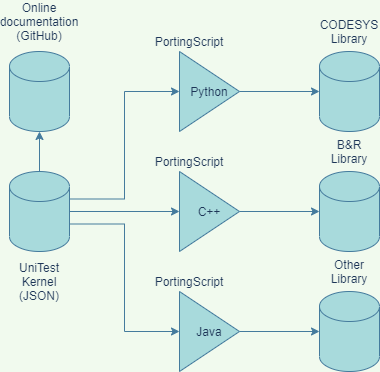 Online
documentation
(GitHub)
PortingScript
Python
CODESYS
Library
UniTest
Kernel
(JSON)
PortingScript
C++
B&R
Library
PortingScript
Java
Other
Library